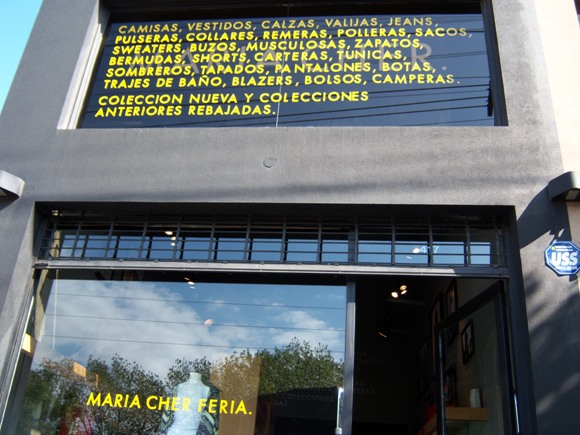 CAMISAS, VESTIDOS, CALZAS, VALIJAS, JEANS,
PULSERAS, COLLARES, REMERAS, POLLERAS, SACOS,
SWEATERS, BUZOS, MUSCULOSAS, ZAPATOS,
BERMUDAS, SHORTS, CARTERAS, TUNICAS,
SOMBREROS, TAPADOS, PANTALONES, BOTAS,
TRAJES DE BAÑO, BLAZERS, BOLSOS, CAMPERAS.
COLECCION NUEVA Y COLECCIONES
ANTERIORES REBAJADAS.
USS
MARIA CHER FERIA.